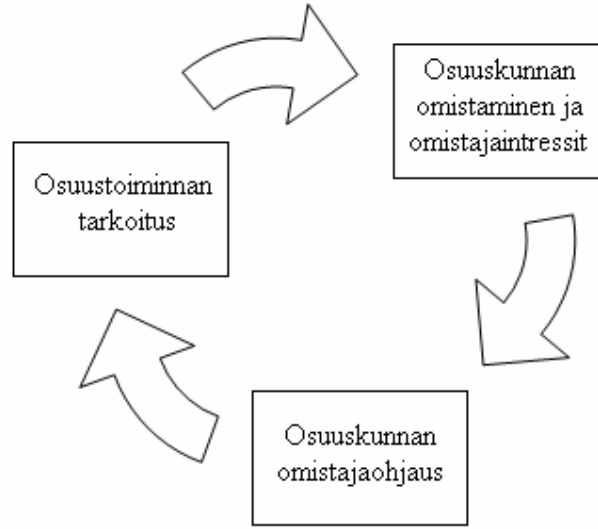 Osuuskunnan
omistaminen ja
omistajaintressit
Osuustoiminnan
tarkoitus
Osuuskunnan
omistajaohjaus